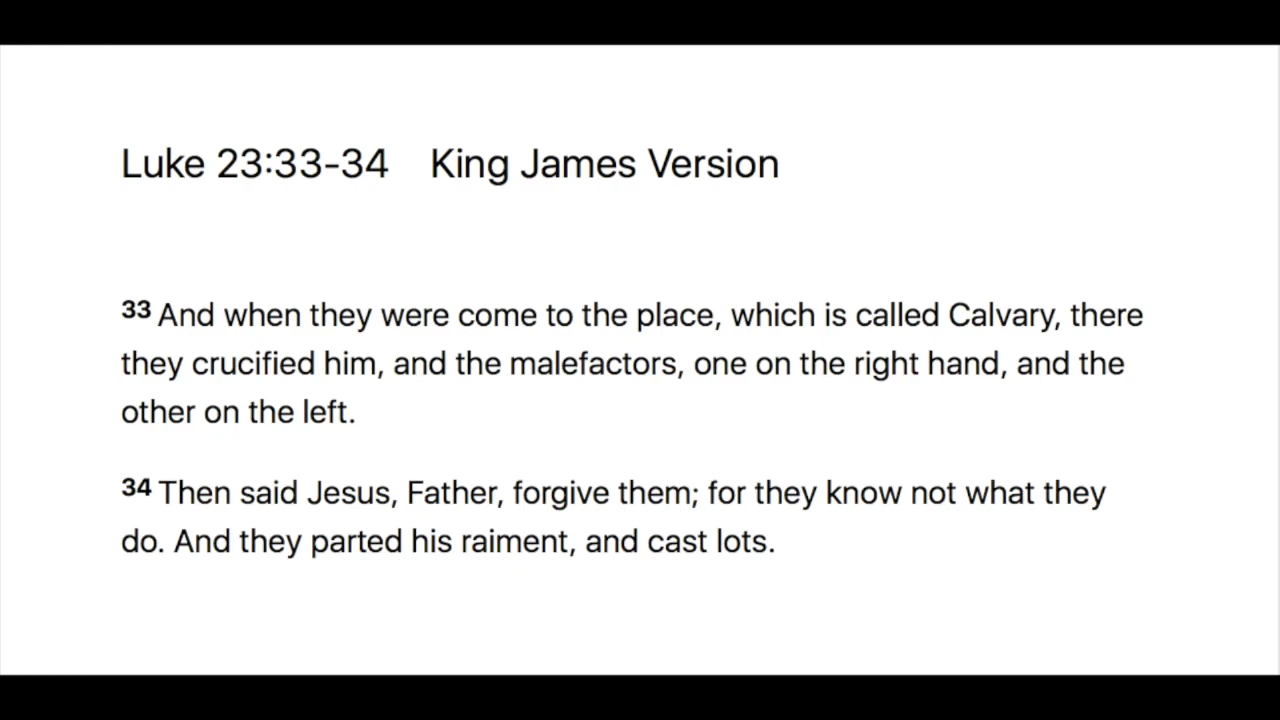 Luke 23:33-34 King James Version
33 And when they were come to the place, which is called Calvary, there
they crucified him, and the malefactors, one on the right hand, and the
other on the left.
34 Then said Jesus, Father, forgive them; for they know not what they
do. And they parted his raiment, and cast lots.